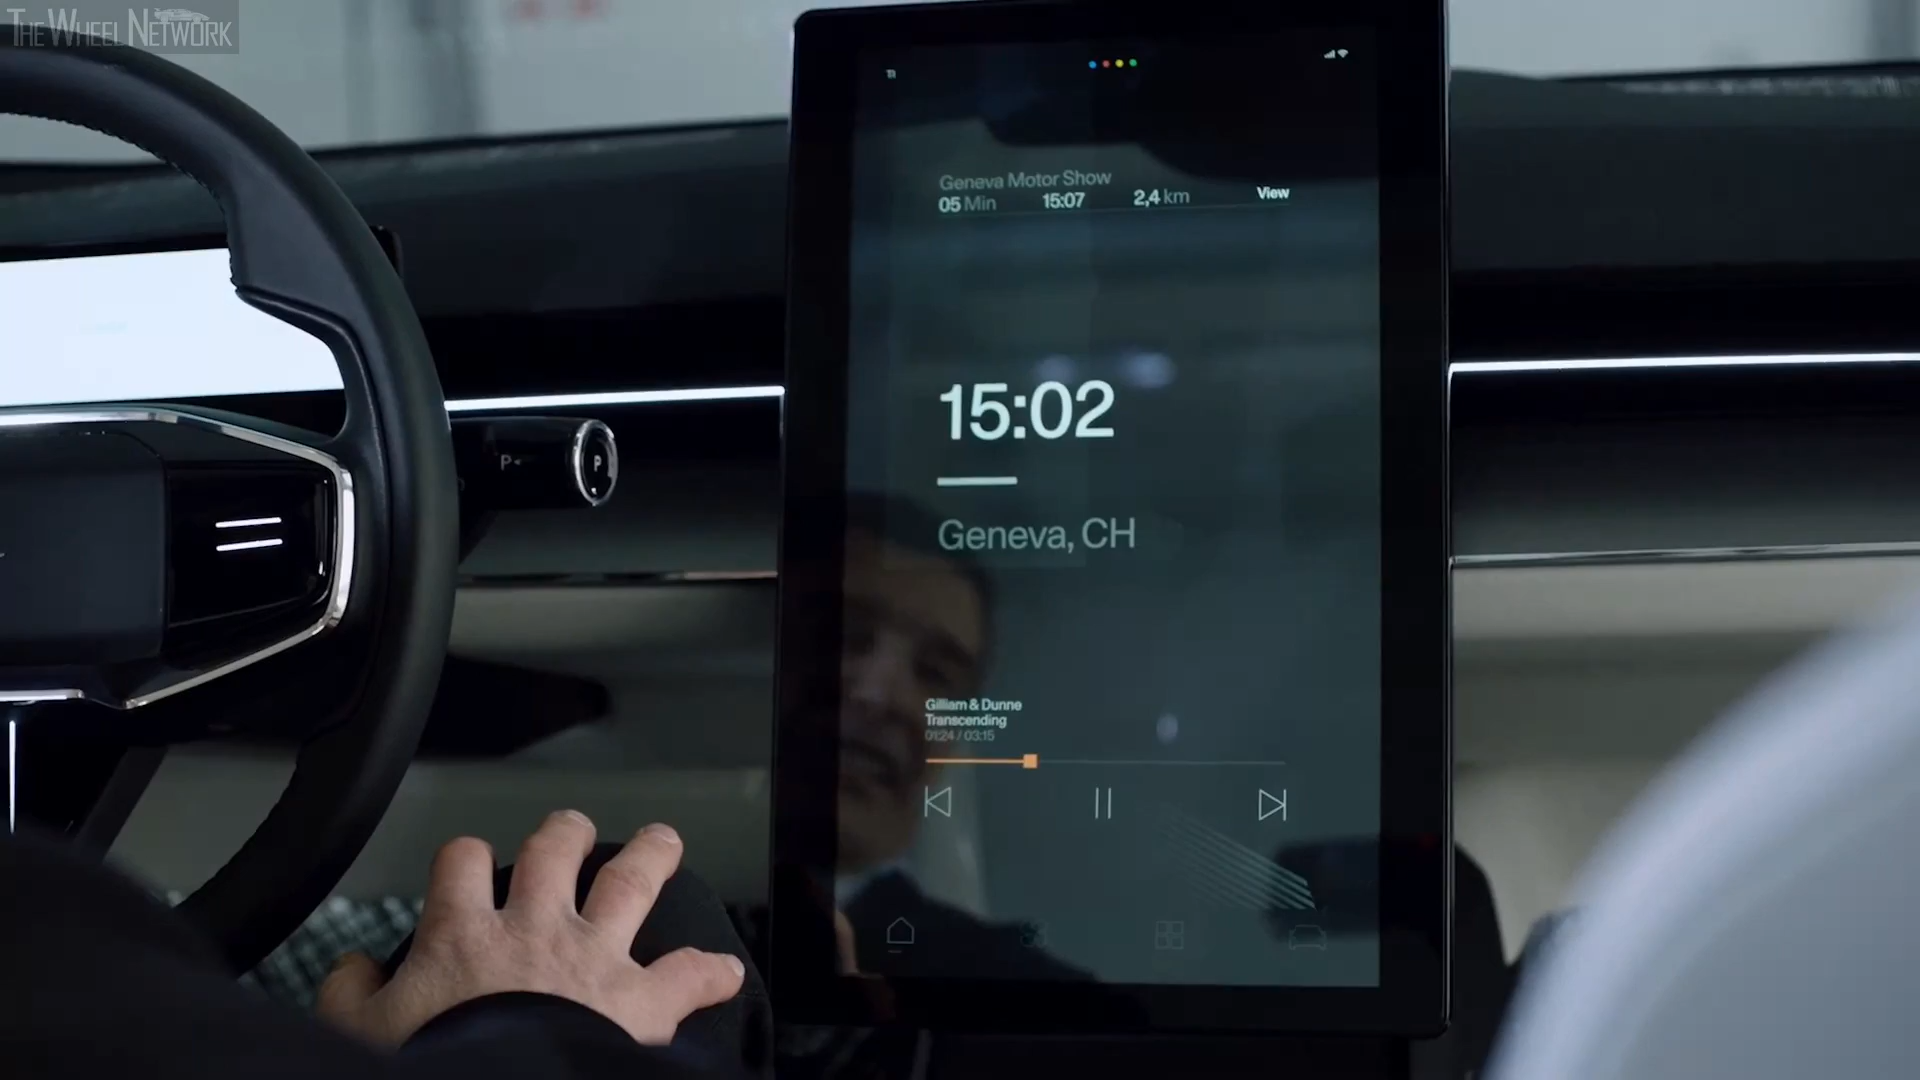 THE WHEEL NETWORK
Geneva Motor Show
05 Min 15:07 2,4 km View
15:02
Geneva, CH
P
P
Gilliam & Dunne
Transcending
01:24 / 03:15